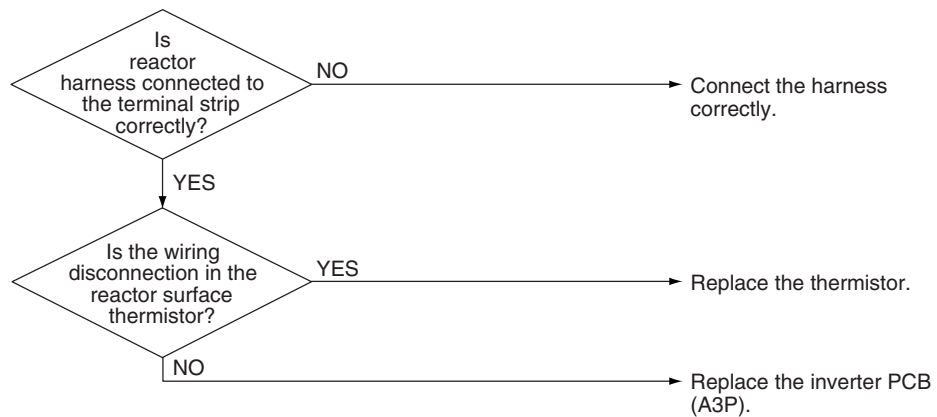 Is
reactor
harness connected to
the terminal strip
correctly?
NO
Connect the harness
correctly.
YES
Is the wiring
disconnection in the
reactor surface
thermistor?
YES
Replace the thermistor.
NO
Replace the inverter PCB
(A3P).